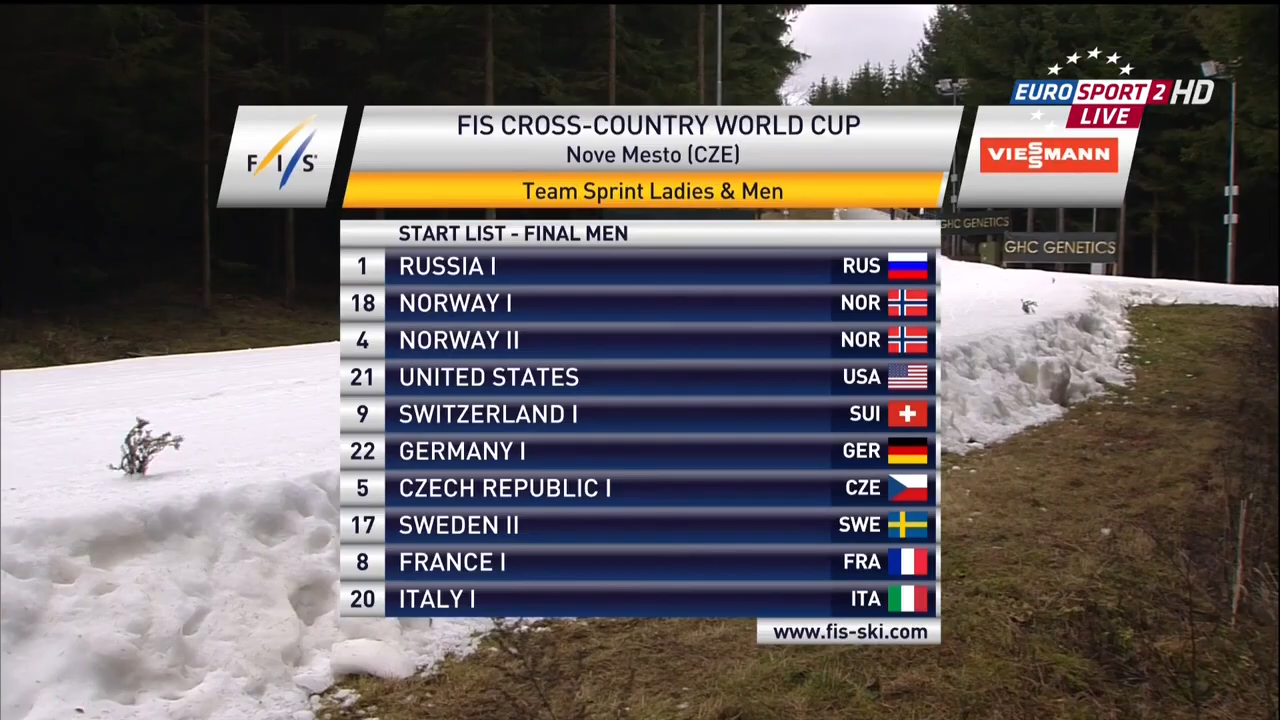 EUROSPORT 2 HD
LIVE
FIS
FIS CROSS-COUNTRY WORLD CUP
Nove Mesto (CZE)
VIESSMANN
Team Sprint Ladies & Men
GHC GENETICS
GHC GENETICS
START LIST - FINAL MEN
1 RUSSIA I RUS
18 NORWAY I NOR
4 NORWAY II NOR
21 UNITED STATES USA
9 SWITZERLAND I SUI
22 GERMANY I GER
5 CZECH REPUBLIC I CZE
17 SWEDEN II SWE
8 FRANCE I FRA
20 ITALY I ITA
www.fis-ski.com